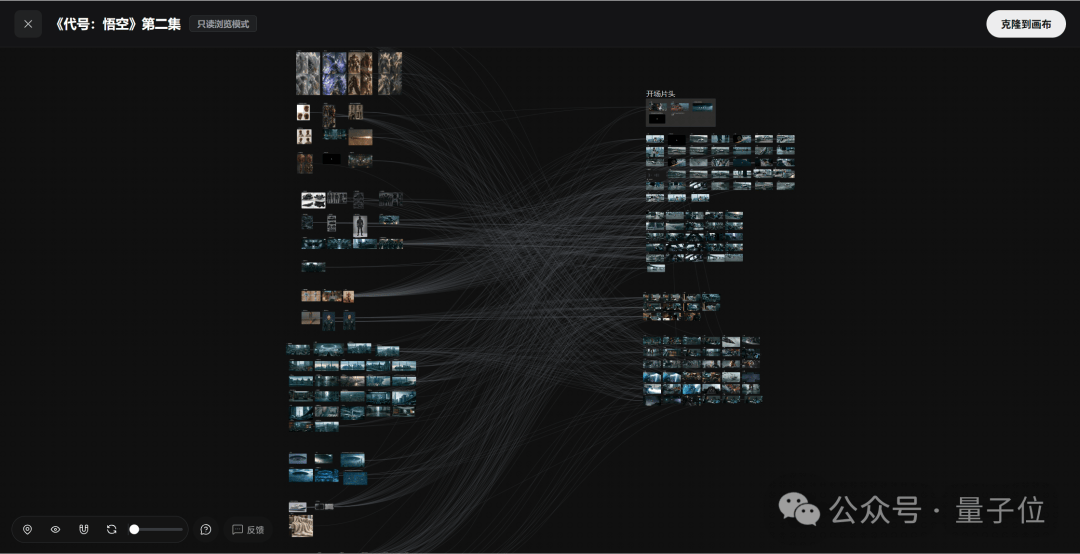 《代号：悟空》第二集
只读浏览模式
克隆到画布
开场片头
反馈
公众号 · 量子位